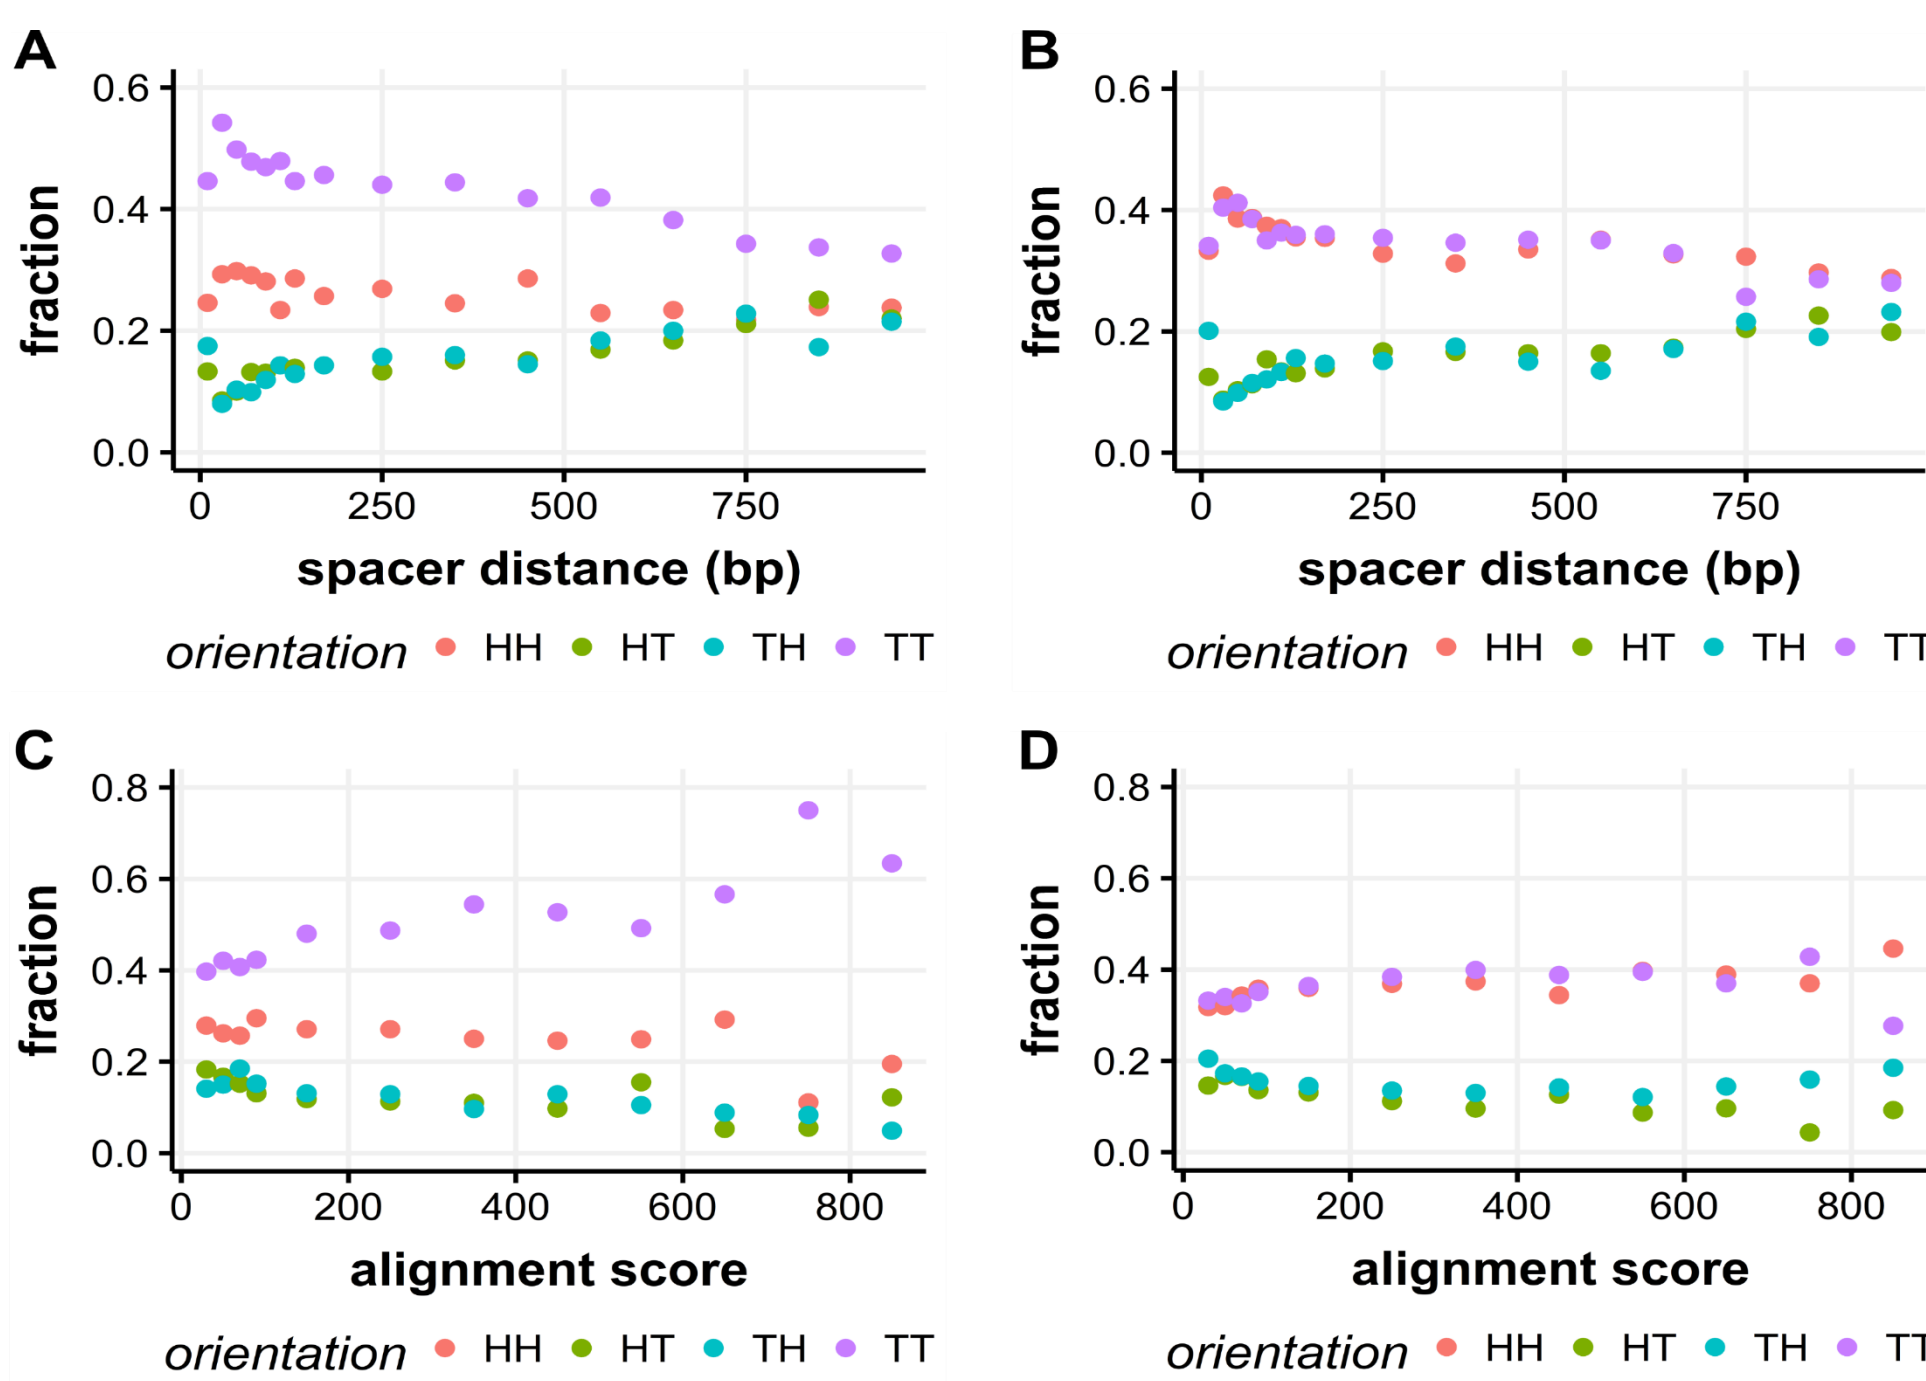 A
B
0.6
0.4
0.2
0.0
fraction
0 250 500 750
spacer distance (bp)
orientation HH HT TH TT
0.6
0.4
0.2
0.0
fraction
0 250 500 750
spacer distance (bp)
orientation HH HT TH TT
C
D
0.8
0.6
0.4
0.2
0.0
fraction
0 200 400 600 800
alignment score
orientation HH HT TH TT
0.8
0.6
0.4
0.2
0.0
fraction
0 200 400 600 800
alignment score
orientation HH HT TH TT